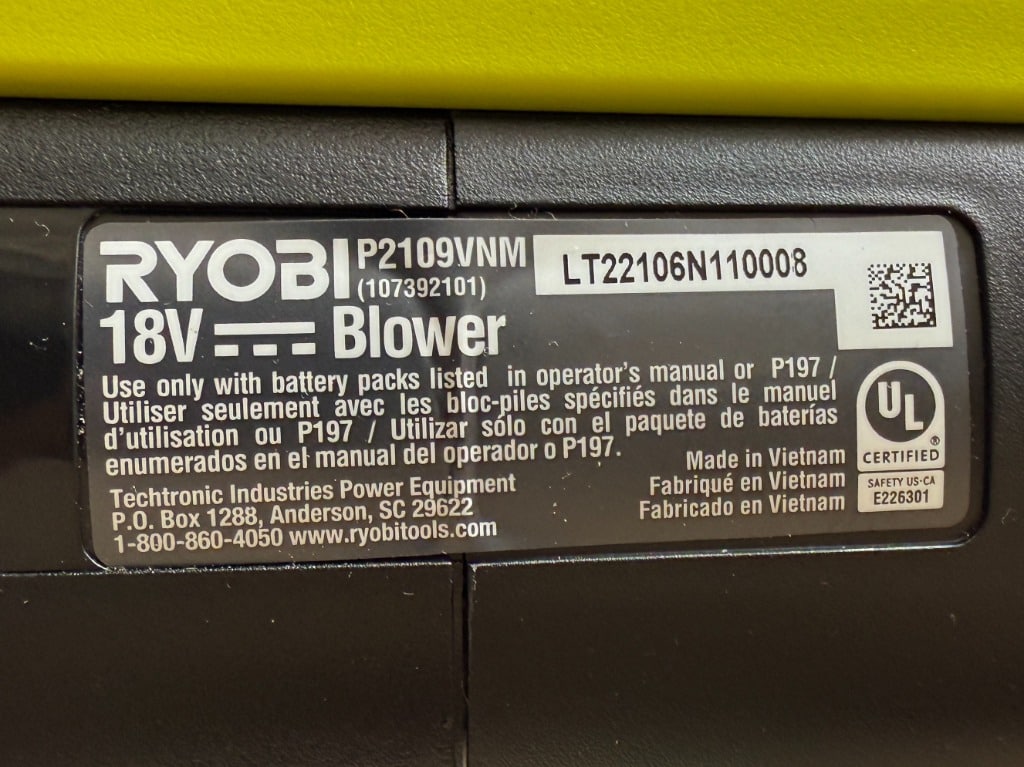 RYOBI P2109VNM
(107392101)
LT22106N110008
18V Blower
Use only with battery packs listed in operator's manual or P197 /
Utiliser seulement avec les bloc-piles spécifiés dans le manuel
d'utilisation ou P197 / Utilizar sólo con el paquete de baterías
enumerados en el manual del operador o P197.
Techtronic Industries Power Equipment
P.O. Box 1288, Anderson, SC 29622
1-800-860-4050 www.ryobitools.com
Made in Vietnam
Fabriqué en Vietnam
Fabricado en Vietnam
UL ®
CERTIFIED
SAFETY US-CA
E226301